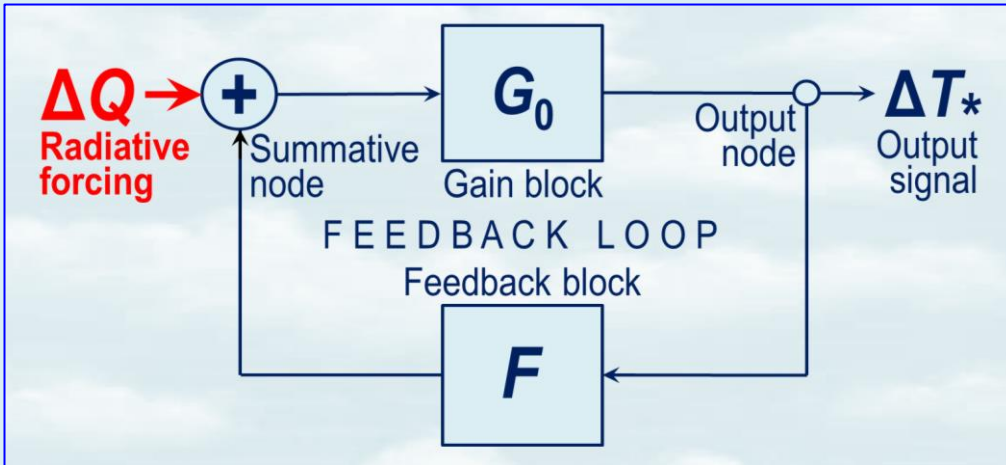 ΔQ
Radiative
forcing
+
Summative
node
G₀
Gain block
Output
node
ΔT*
Output
signal
FEEDBACK LOOP
Feedback block
F